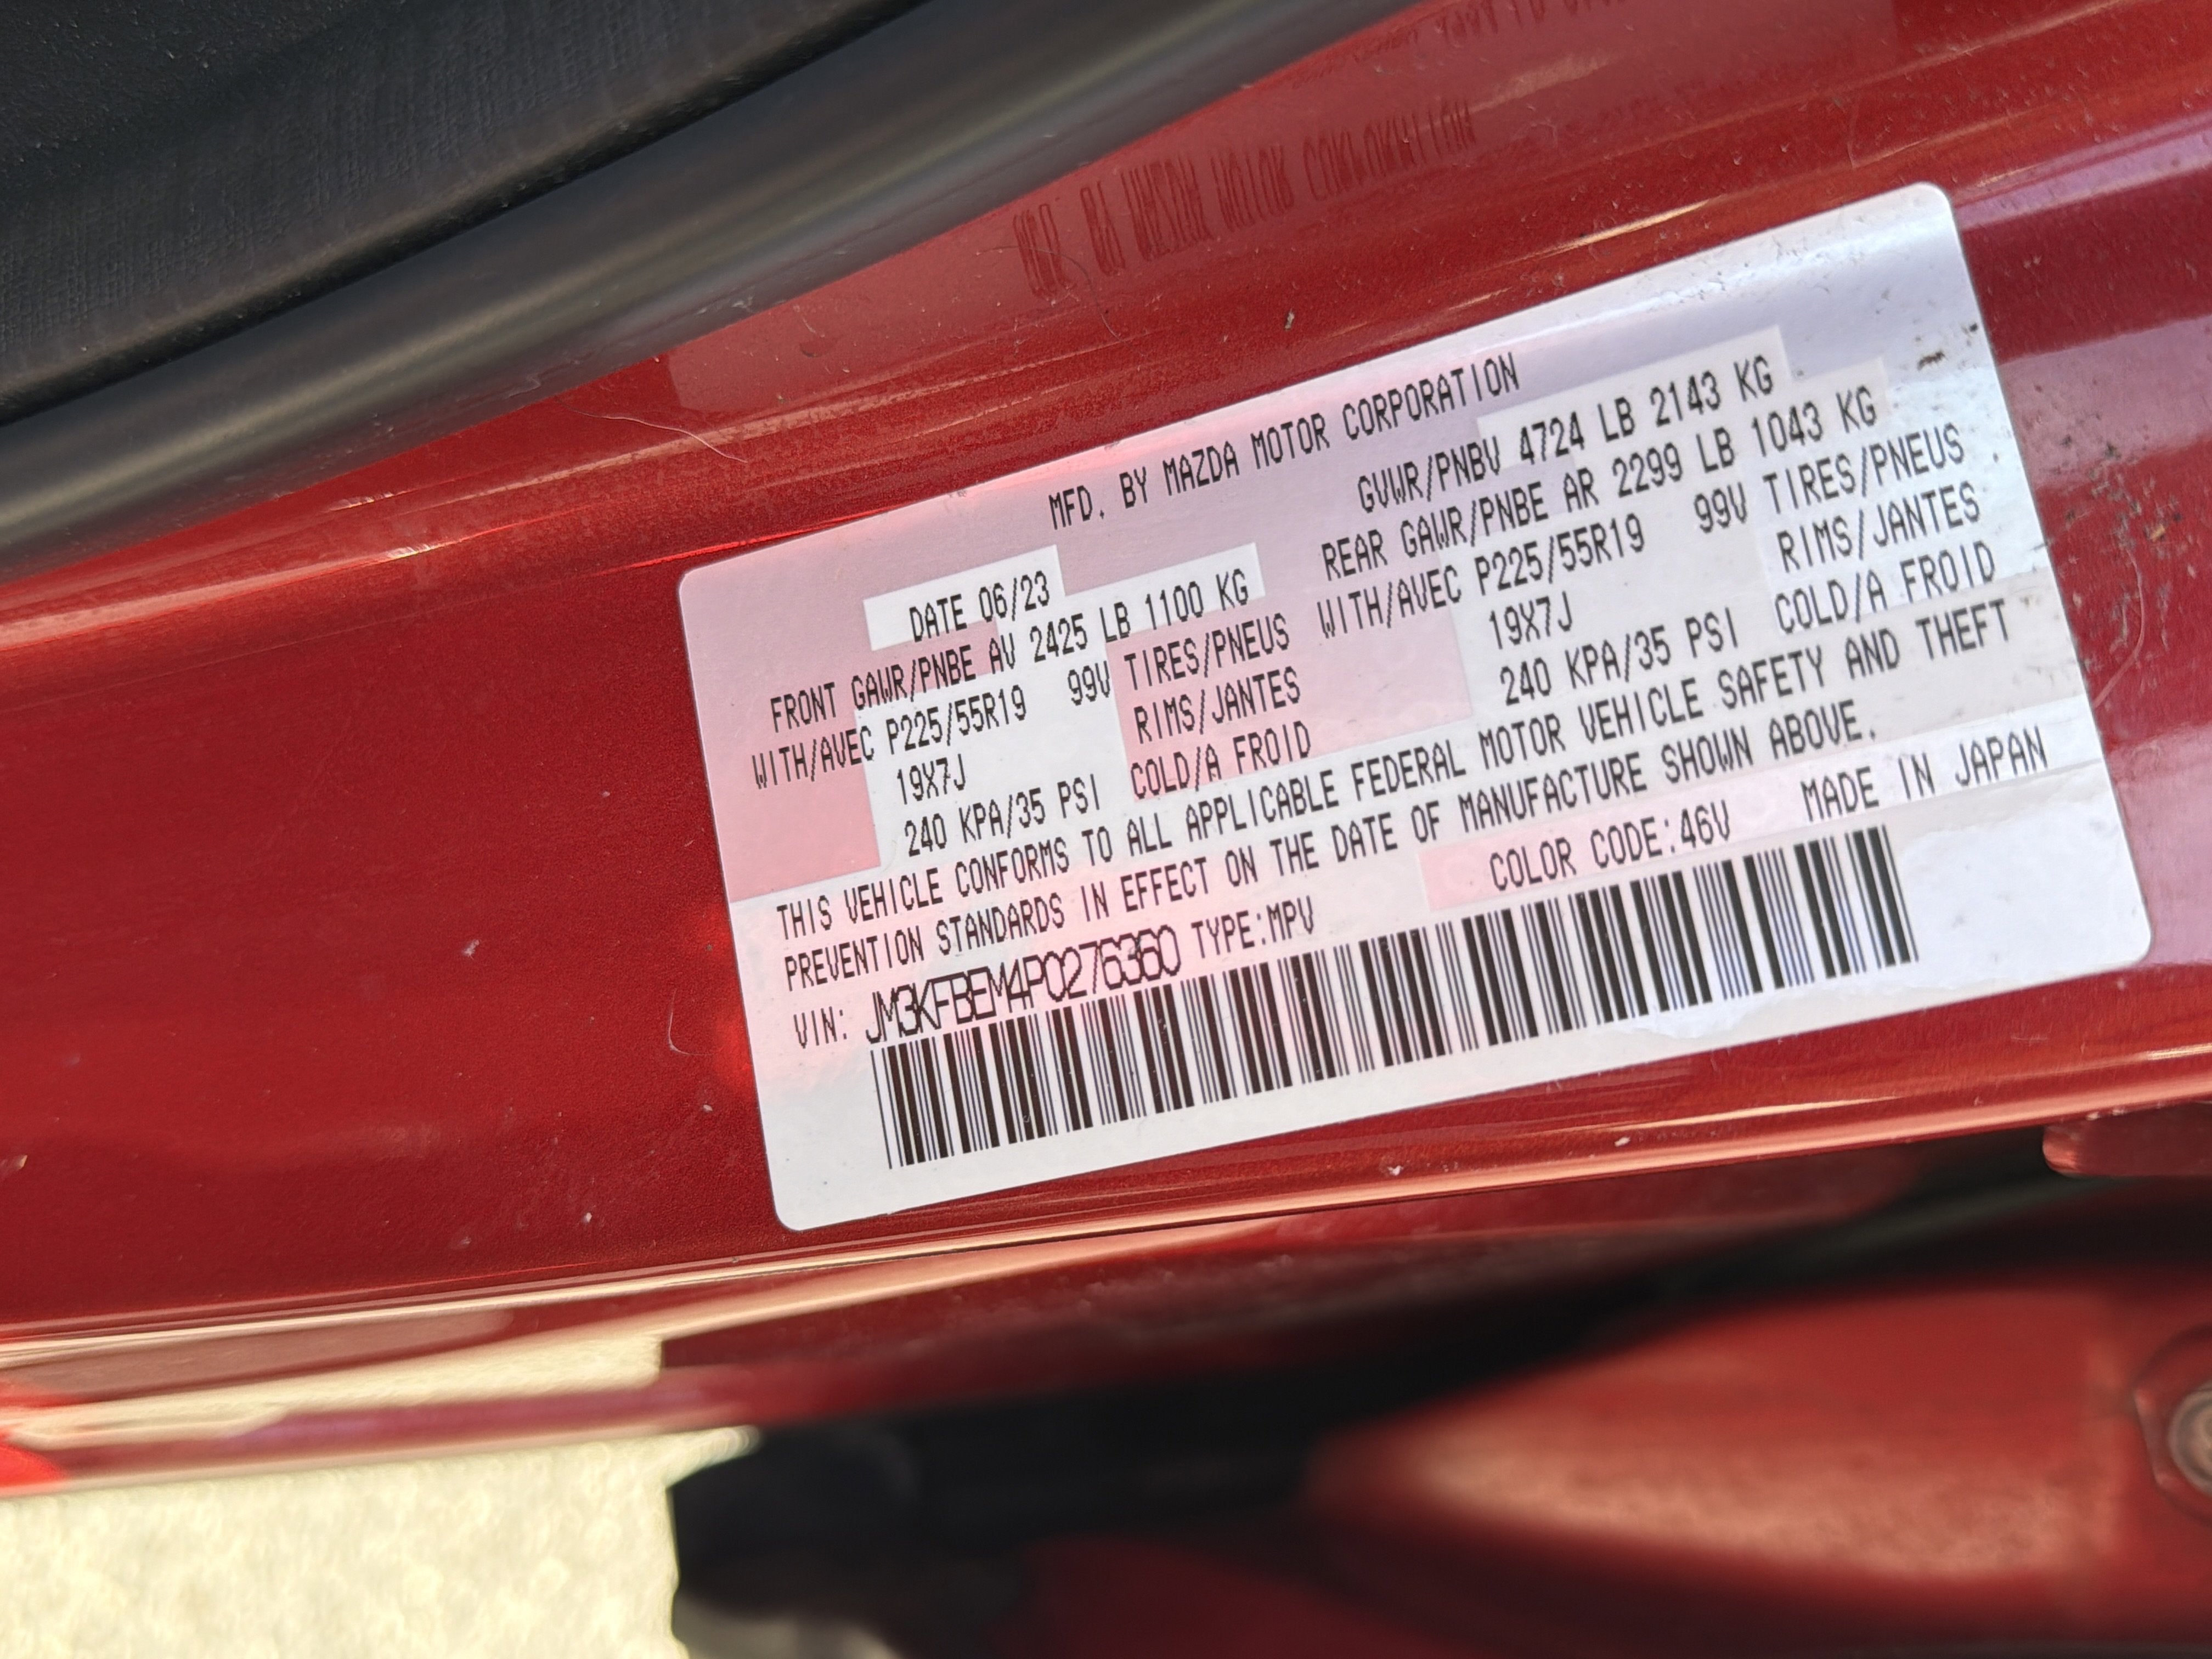 MFD. BY MAZDA MOTOR CORPORATION
DATE 06/23 GVWR/PNBV 4724 LB 2143 KG
FRONT GAWR/PNBE AV 2425 LB 1100 KG REAR GAWR/PNBE AR 2299 LB 1043 KG
WITH/AVEC P225/55R19 99V TIRES/PNEUS WITH/AVEC P225/55R19 99V TIRES/PNEUS
19X7J RIMS/JANTES 19X7J RIMS/JANTES
240 KPA/35 PSI COLD/A FROID 240 KPA/35 PSI COLD/A FROID
THIS VEHICLE CONFORMS TO ALL APPLICABLE FEDERAL MOTOR VEHICLE SAFETY AND THEFT
PREVENTION STANDARDS IN EFFECT ON THE DATE OF MANUFACTURE SHOWN ABOVE.
VIN: JM3KFBEM4P0276360 TYPE:MPV COLOR CODE:46V MADE IN JAPAN